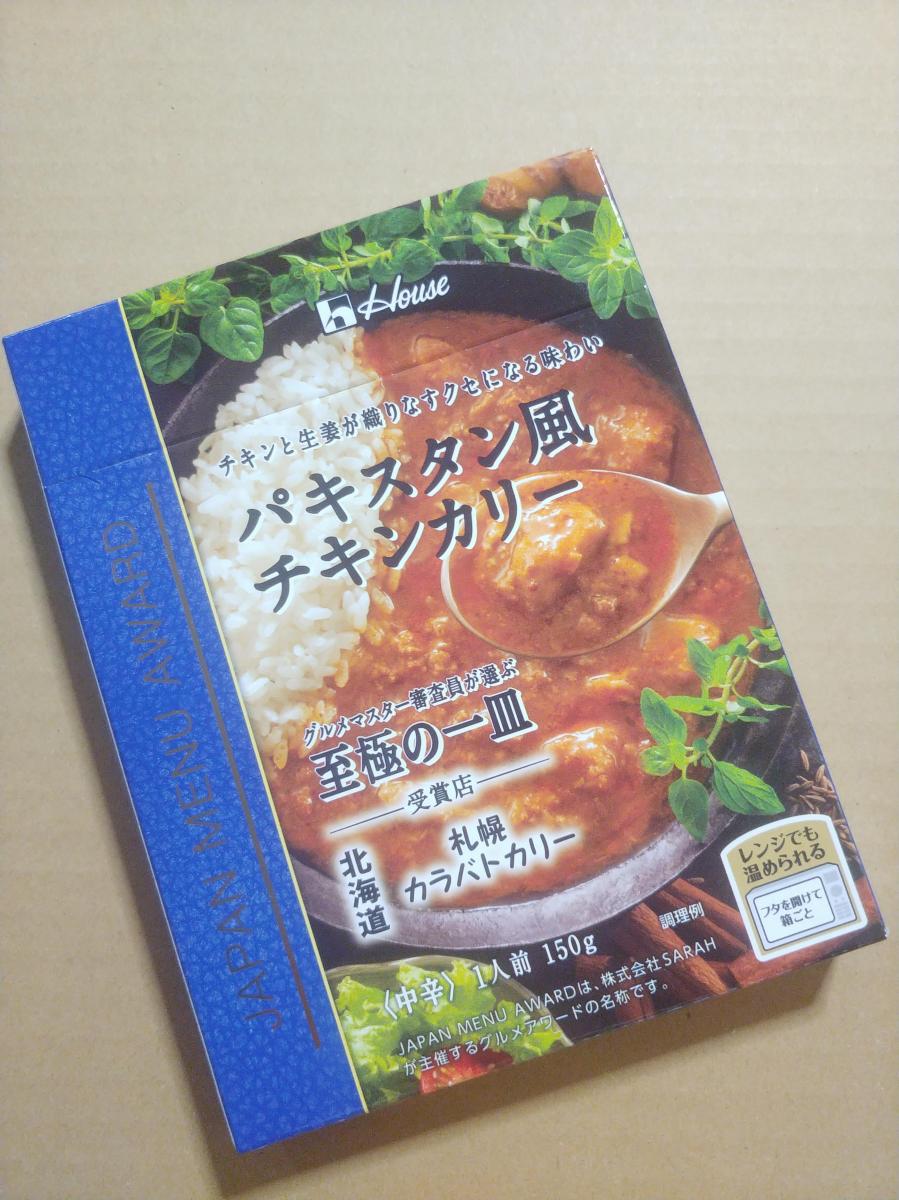 House
チキンと生姜が織りなすクセになる味わい
パキスタン風
チキンカリー
グルメマスター審査員が選ぶ
至極の一皿
受賞店
北海道
札幌
カラバトカリー
レンジでも
温められる
フタを開けて
箱ごと
調理例
〈中辛〉1人前 150g
JAPAN MENU AWARDは、株式会社SARAH
が主催するグルメアワードの名称です。
JAPAN MENU AWARD